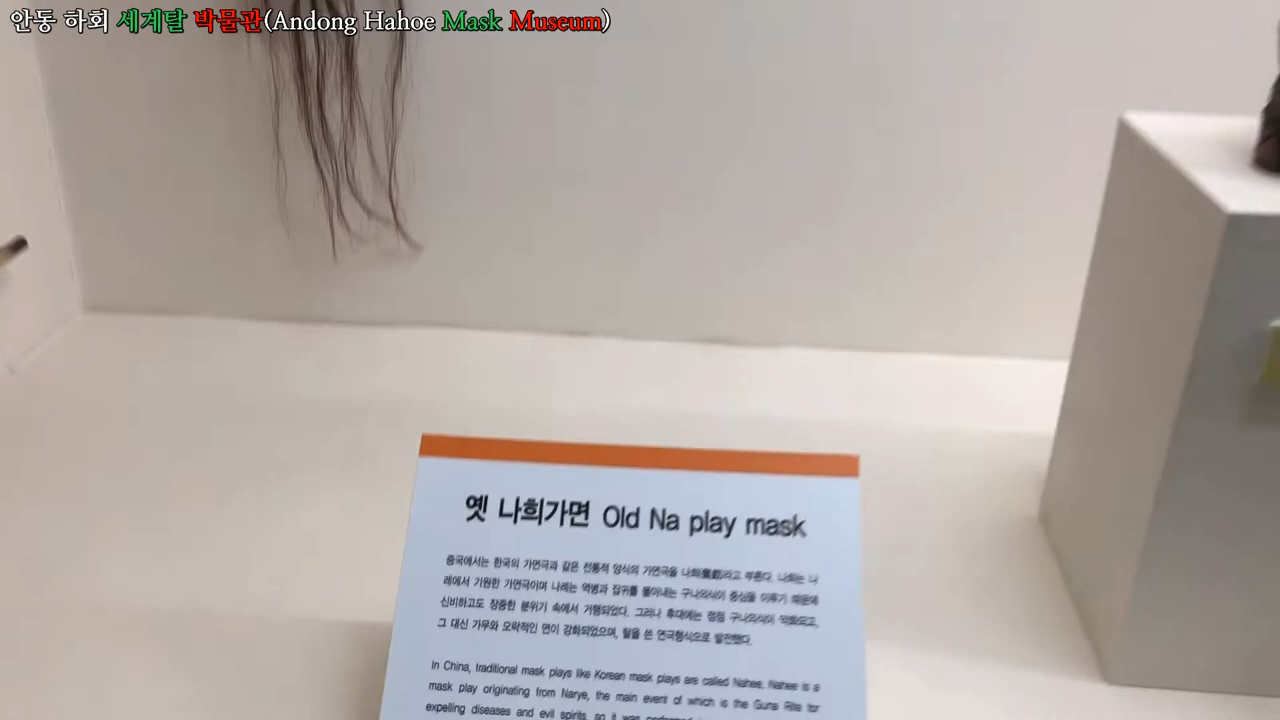 안동 하회 세계탈 박물관(Andong Hahoe Mask Museum)
옛 나희가면 Old Na play mask
중국에서는 한국의 가면극과 같은 전통적 양식의 가면극을 나희(儺戱)라고 부른다. 나희는 나
례에서 기원한 가면극이며 나례는 역병과 잡귀를 몰아내는 구나의식이 중심을 이루기 때문에
신비하고도 장중한 분위기 속에서 거행되었다. 그러나 후대에는 점점 구나의식이 약화되고,
그 대신 가무와 오락적인 면이 강화되었으며, 탈을 쓴 연극형식으로 발전했다.
In China, traditional mask plays like Korean mask plays are called Nahee. Nahee is a
mask play originating from Narye, the main event of which is the Guna Rite for
expelling diseases and evil spirits, so it was